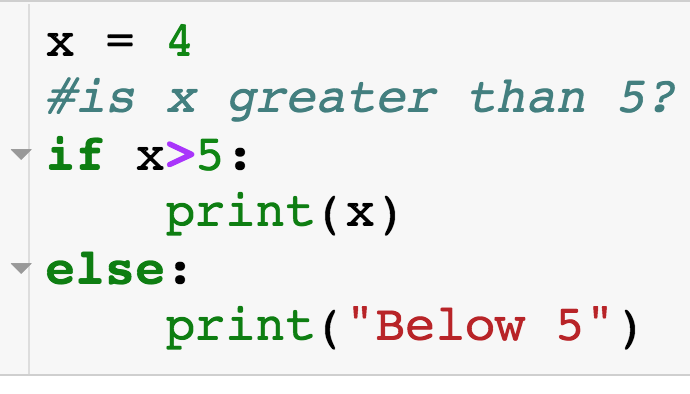 x = 4
#is x greater than 5?
if x>5:
    print(x)
else:
    print("Below 5")